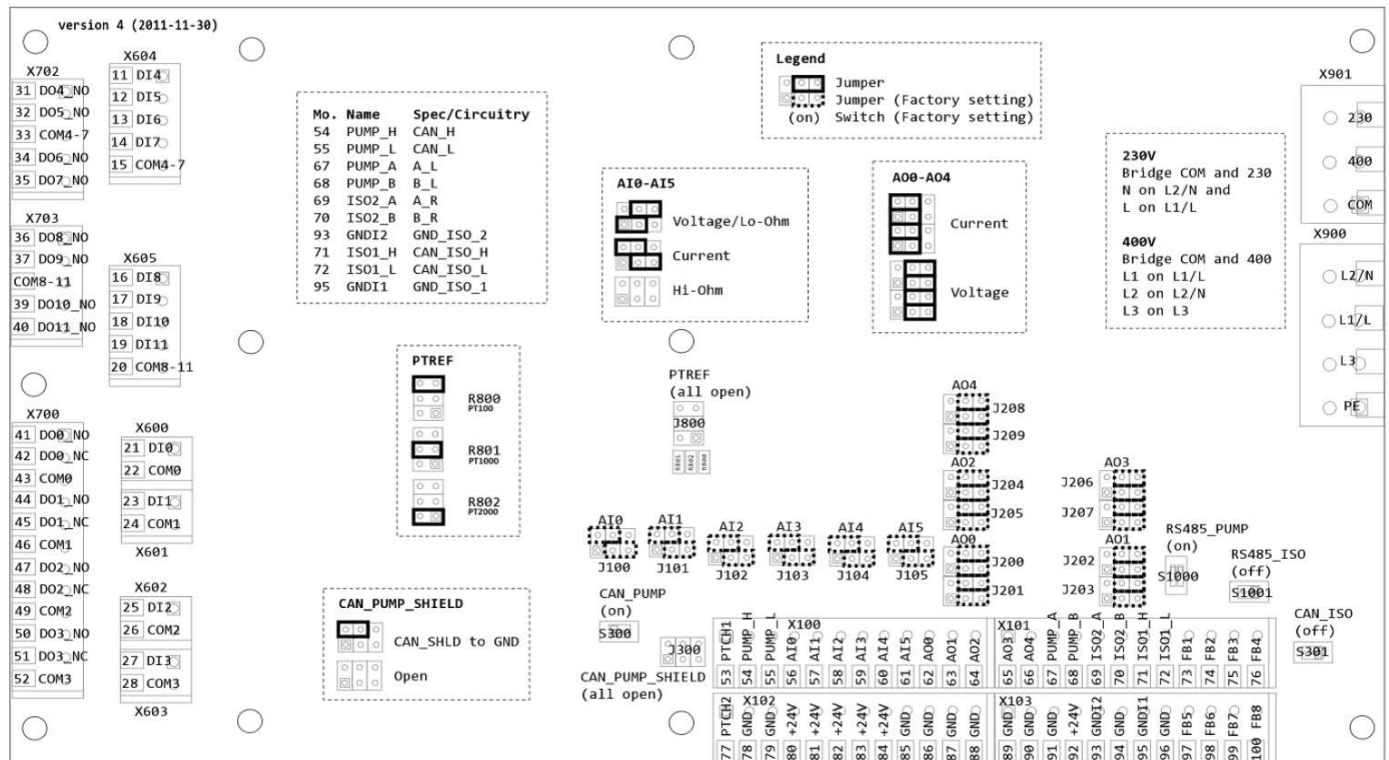 version 4 (2011-11-30)
X702
31 DO4_NO
32 DO5_NO
33 COM4-7
34 DO6_NO
35 DO7_NO
X604
11 DI4
12 DI5
13 DI6
14 DI7
15 COM4-7
X703
36 DO8_NO
37 DO9_NO
COM8-11
39 DO10_NO
40 DO11_NO
X605
16 DI8
17 DI9
18 DI10
19 DI11
20 COM8-11
X700
41 DO0_NO
42 DO0_NC
43 COM0
44 DO1_NO
45 DO1_NC
46 COM1
47 DO2_NO
48 DO2_NC
49 COM2
50 DO3_NO
51 DO3_NC
52 COM3
X600
21 DI0
22 COM0
23 DI1
24 COM1
X601
X602
25 DI2
26 COM2
27 DI3
28 COM3
X603
Mo. Name Spec/Circuitry
54 PUMP_H CAN_H
55 PUMP_L CAN_L
67 PUMP_A A_L
68 PUMP_B B_L
69 ISO2_A A_R
70 ISO2_B B_R
93 GNDI2 GND_ISO_2
71 ISO1_H CAN_ISO_H
72 ISO1_L CAN_ISO_L
95 GNDI1 GND_ISO_1
PTREF
R800
PT100
R801
PT1000
R802
PT2000
CAN_PUMP_SHIELD
CAN_SHLD to GND
Open
Legend
Jumper
Jumper (Factory setting)
(on) Switch (Factory setting)
AI0-AI5
Voltage/Lo-Ohm
Current
Hi-Ohm
AO0-AO4
Current
Voltage
230V
Bridge COM and 230
N on L2/N and
L on L1/L
400V
Bridge COM and 400
L1 on L1/L
L2 on L2/N
L3 on L3
X901
230
400
COM
X900
L2/N
L1/L
L3
PE
PTREF
(all open)
J800
R801 R802 R800
AO4
J208
J209
AO2
J204
J205
AO3
J206
J207
AO0
J200
J201
AO1
J202
J203
AI0
J100
AI1
J101
AI2
J102
AI3
J103
AI4
J104
AI5
J105
RS485_PUMP
(on)
S1000
RS485_ISO
(off)
S1001
CAN_ISO
(off)
S301
CAN_PUMP
(on)
S300
J300
CAN_PUMP_SHIELD
(all open)
X100
53 PTCH1
54 PUMP_H
55 PUMP_L
56 AI0
57 AI1
58 AI2
59 AI3
60 AI4
61 AI5
62 AO0
63 AO1
64 AO2
X101
65 AO3
66 AO4
67 PUMP_A
68 PUMP_B
69 ISO2_A
70 ISO2_B
71 ISO1_H
72 ISO1_L
73 FB1
74 FB2
75 FB3
76 FB4
X102
77 PTCH2
78 GND
79 GND
80 +24V
81 +24V
82 +24V
83 +24V
84 +24V
85 GND
86 GND
87 GND
88 GND
X103
89 GND
90 GND
91 GND
92 +24V
93 GNDI2
94 GND
95 GNDI1
96 GND
97 FB5
98 FB6
99 FB7
100 FB8